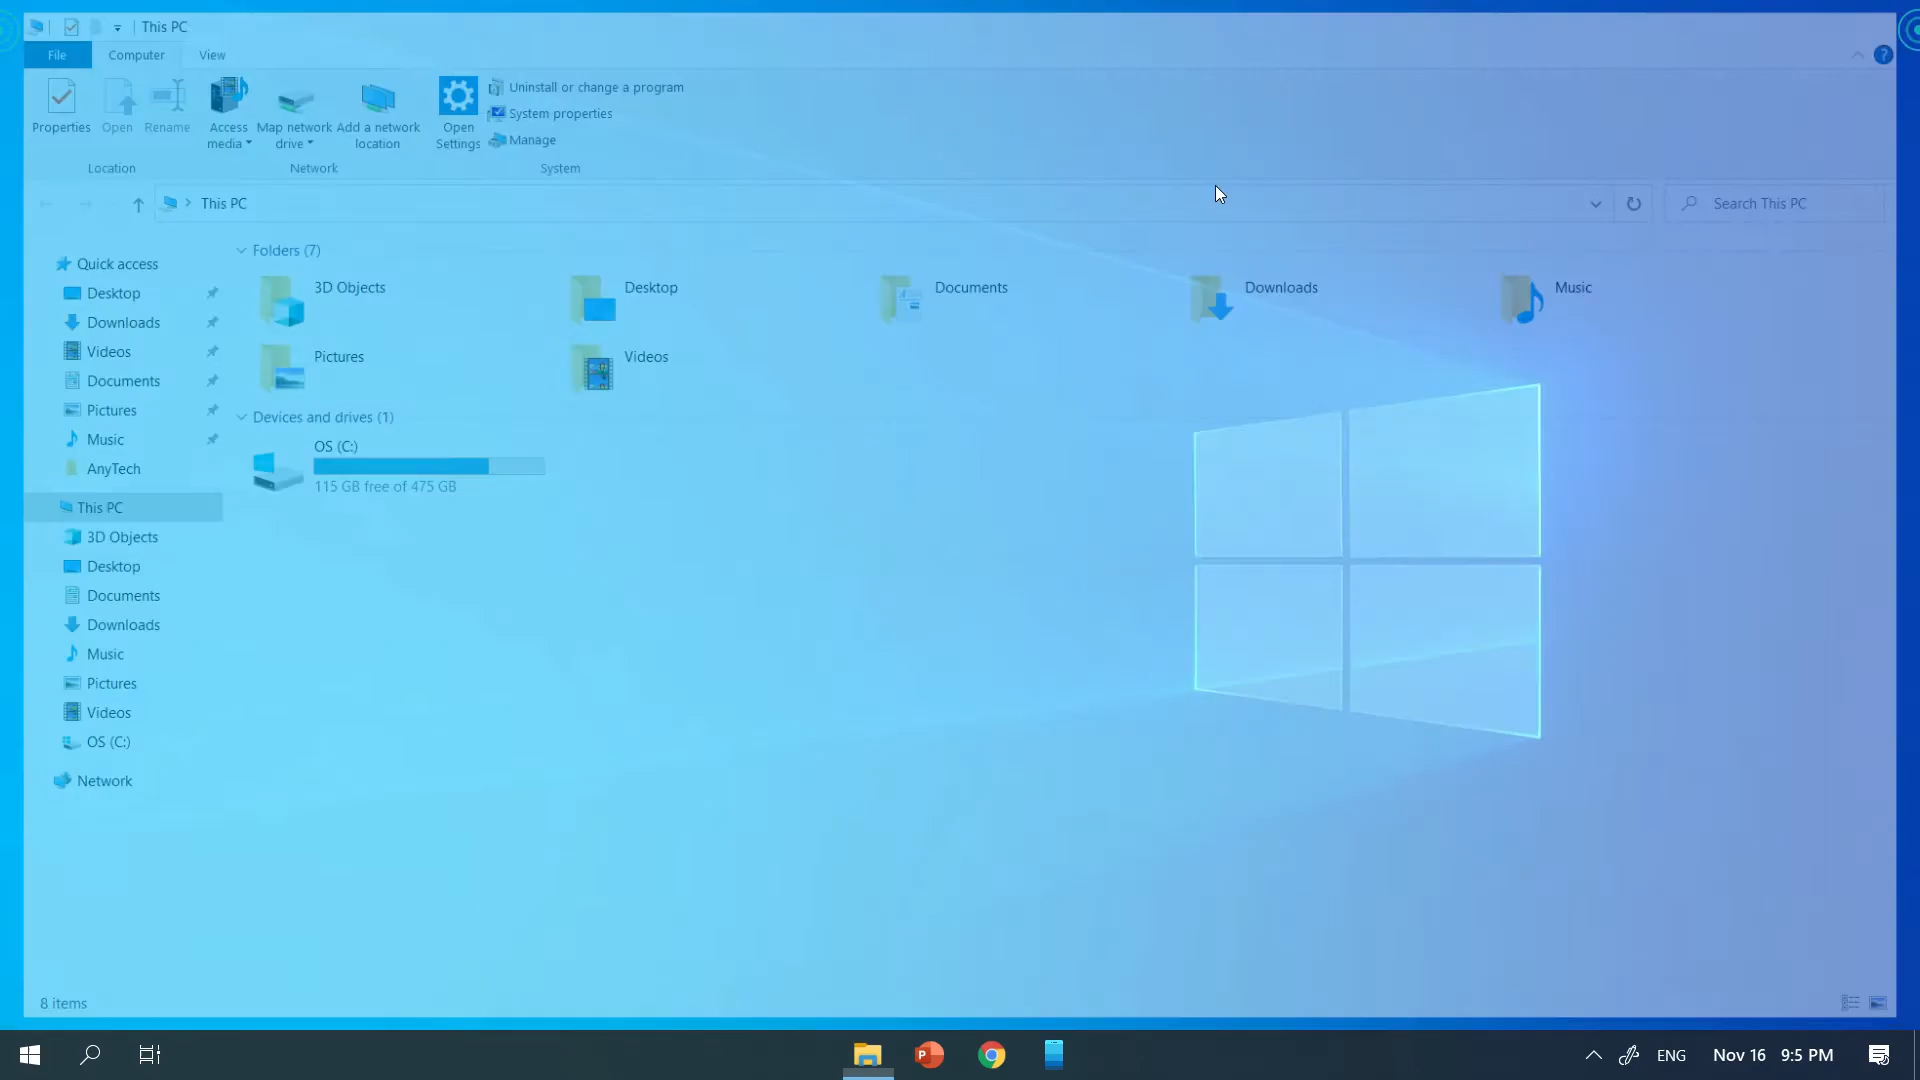 This PC
File Computer View
Uninstall or change a program
System properties
Manage
Properties Open Rename Access media Map network drive Add a network location Open Settings
Location Network System
This PC
Search This PC
Quick access
Desktop
Downloads
Videos
Documents
Pictures
Music
AnyTech
This PC
3D Objects
Desktop
Documents
Downloads
Music
Pictures
Videos
OS (C:)
Network
Folders (7)
3D Objects Desktop Documents Downloads Music
Pictures Videos
Devices and drives (1)
OS (C:)
115 GB free of 475 GB
8 items
ENG Nov 16 9:5 PM